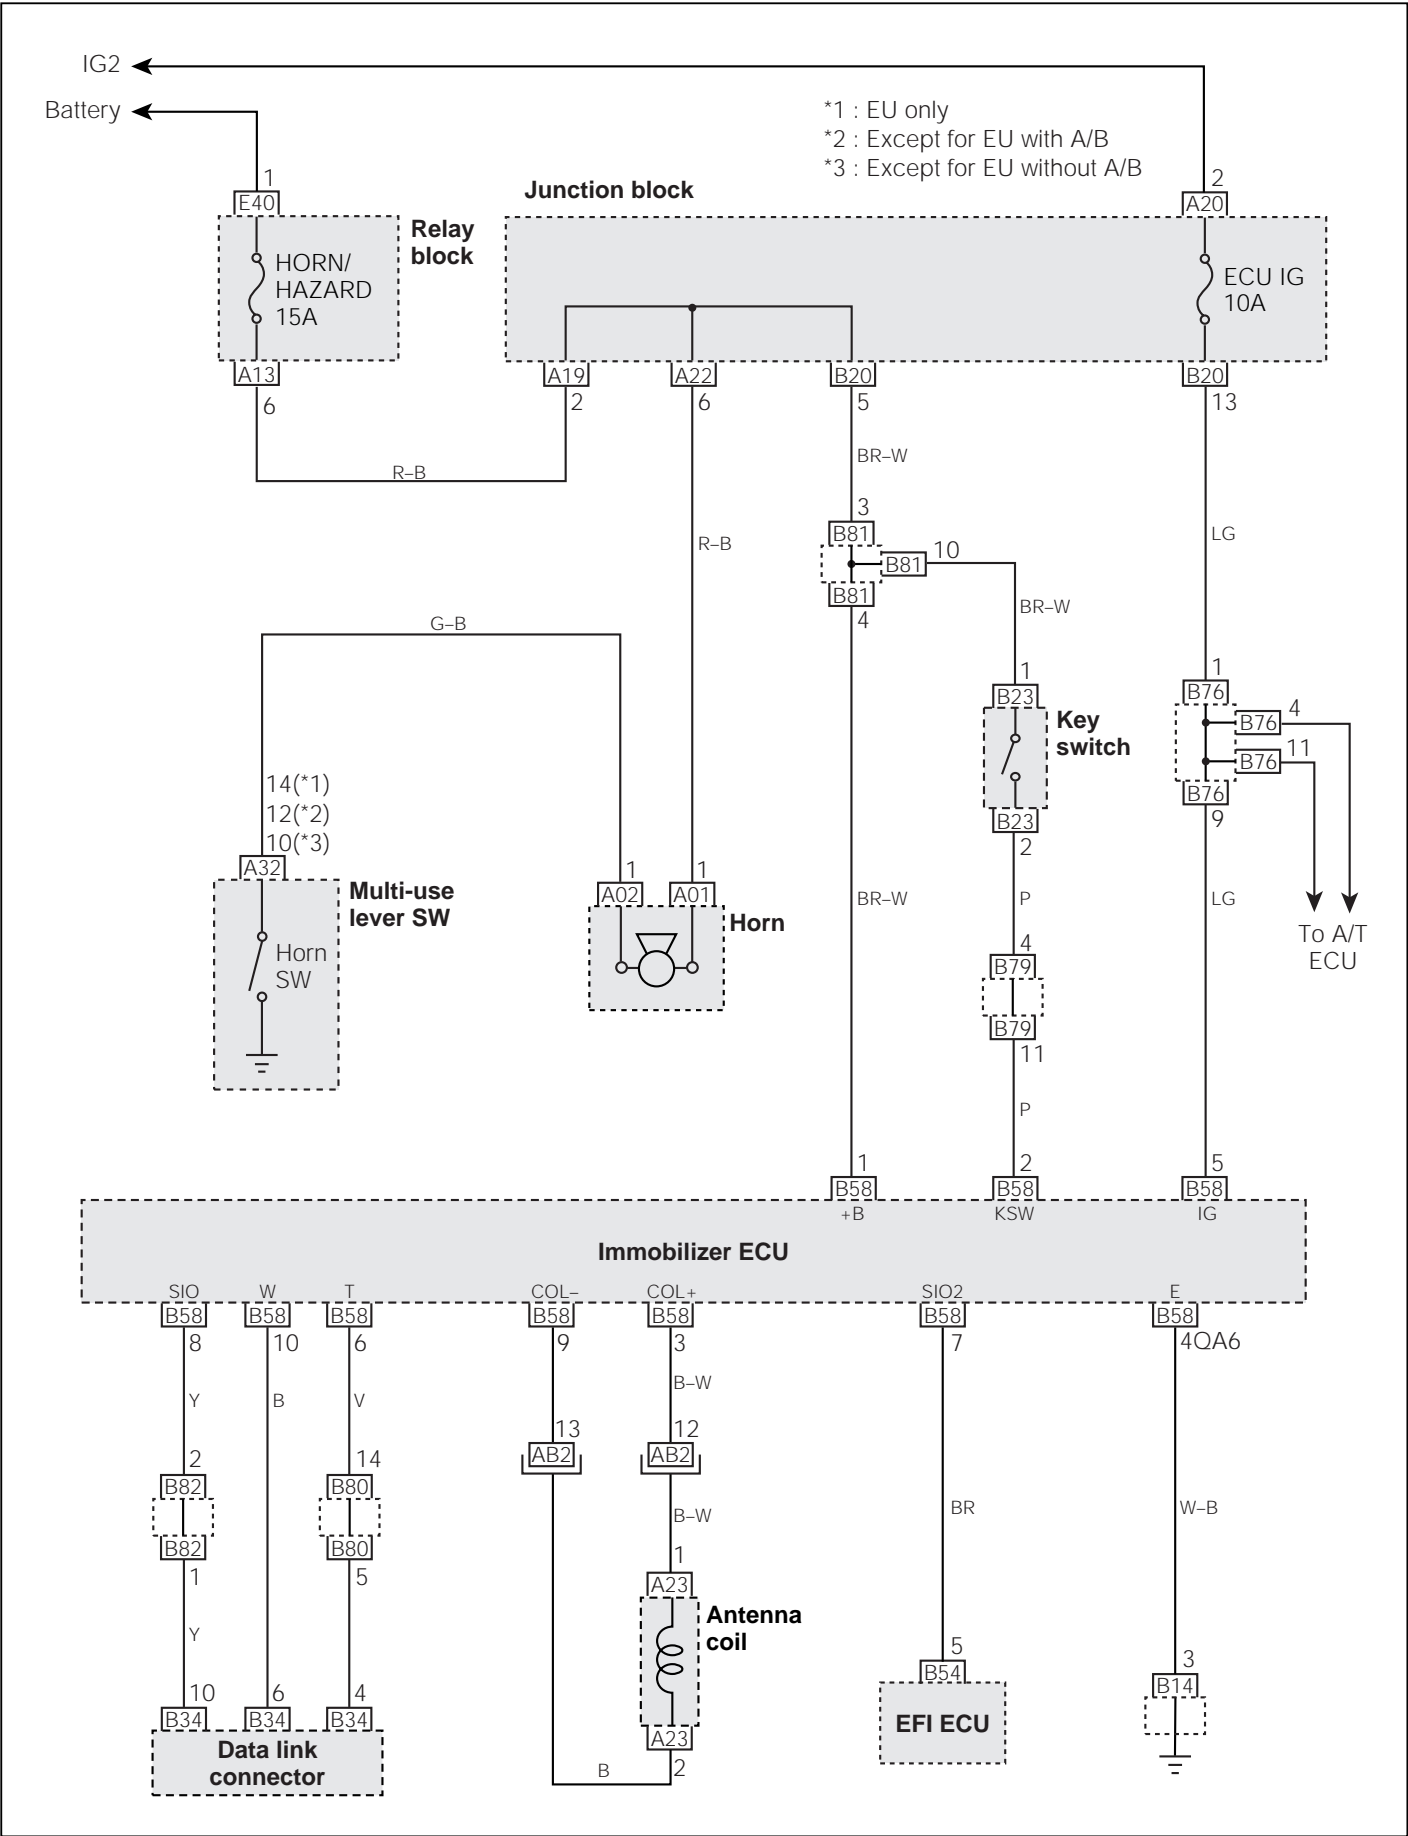 IG2
Battery
*1 : EU only
*2 : Except for EU with A/B
*3 : Except for EU without A/B
1
2
E40
Junction block
A20
Relay
block
HORN/
HAZARD
15A
ECU IG
10A
A13
A19
A22
B20
B20
6
2
6
5
13
BR–W
R–B
3
B81
LG
R–B
10
B81
B81
4
BR–W
G–B
1
1
B23
B76
Key
switch
4
B76
11
B76
14(*1)
12(*2)
10(*3)
B76
9
B23
2
A32
1
1
Multi-use
lever SW
A02
A01
BR–W
P
LG
Horn
To A/T
ECU
Horn
SW
4
B79
B79
11
P
1
2
5
B58
B58
B58
+B
KSW
IG
Immobilizer ECU
SIO
W
T
COL–
COL+
SIO2
E
B58
B58
B58
B58
B58
B58
B58
8
10
6
9
3
7
4QA6
B–W
Y
B
V
13
12
AB2
AB2
2
14
B82
B80
B–W
BR
W–B
B82
B80
1
5
1
A23
Antenna
coil
Y
5
B54
3
B14
10
6
4
B34
B34
B34
EFI ECU
A23
2
Data link
connector
B